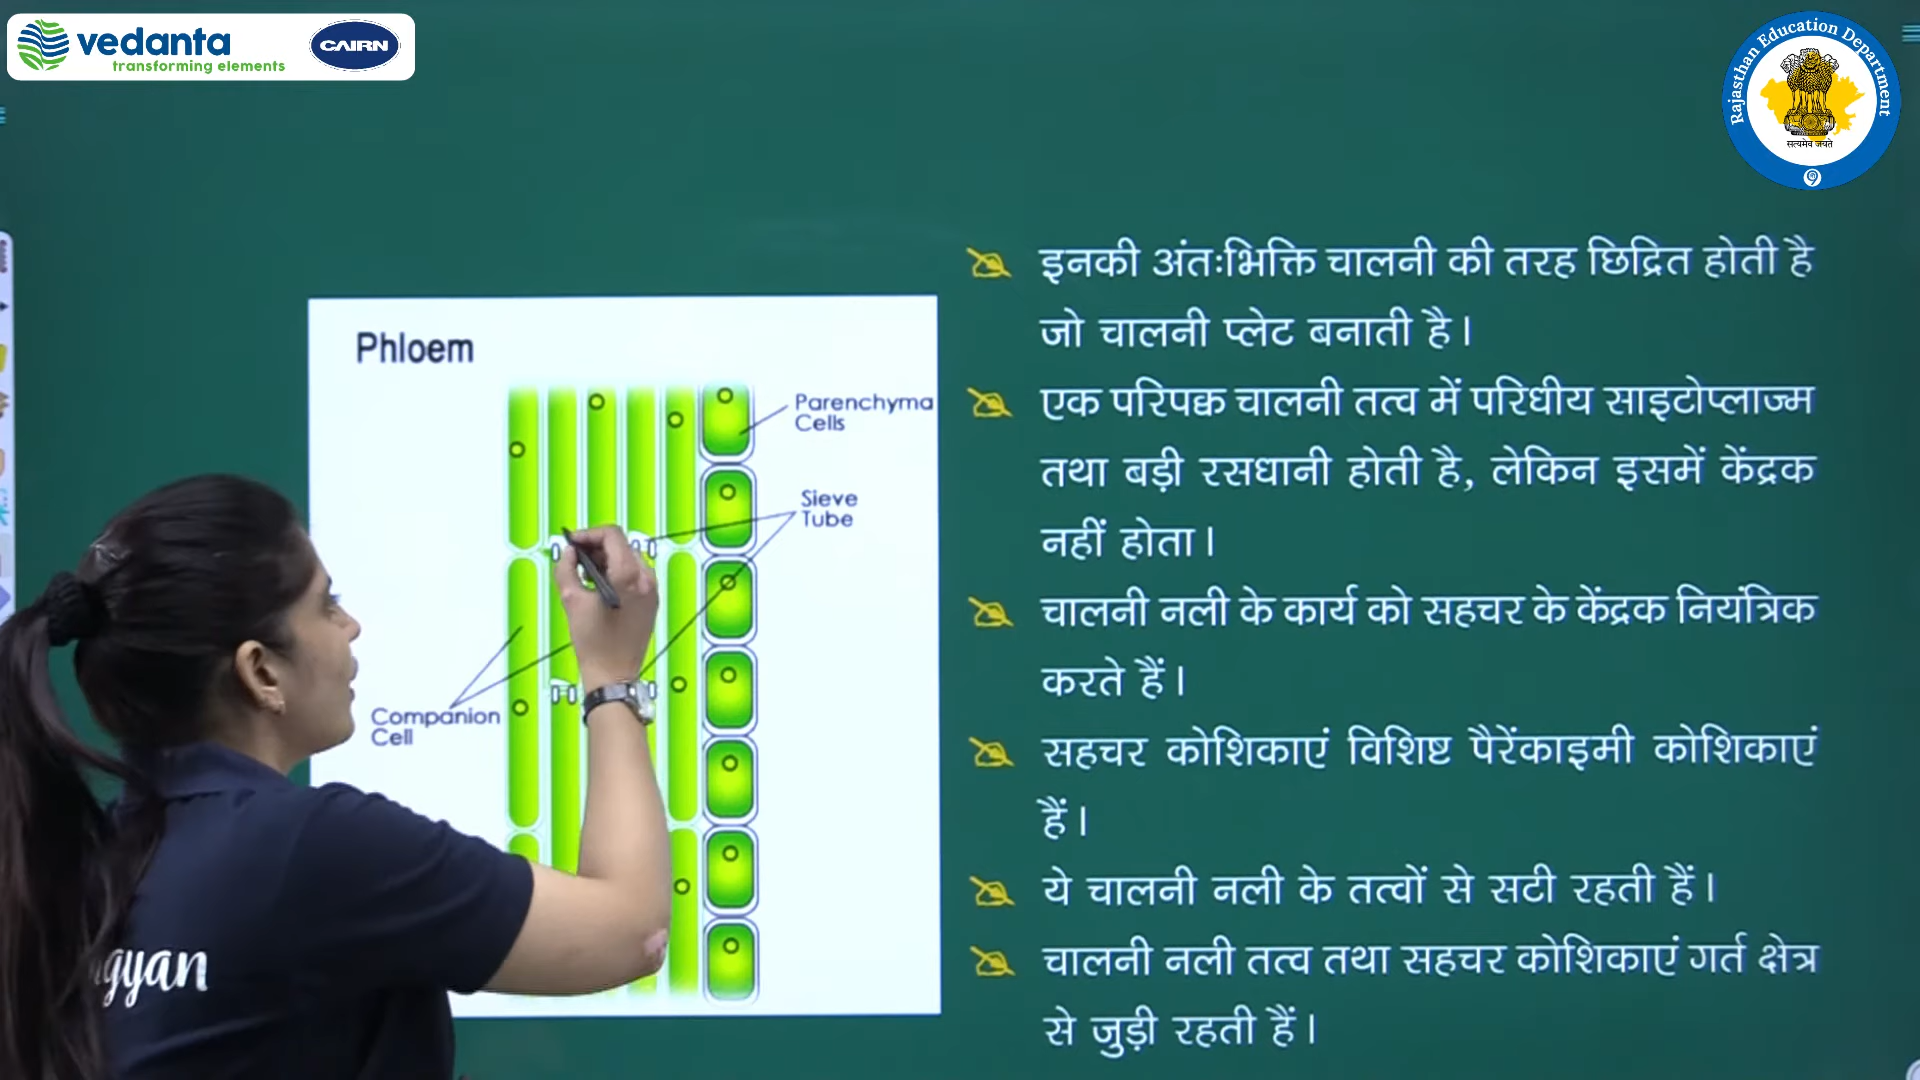 vedanta
transforming elements
CAIRN
Rajasthan Education Department
सत्यमेव जयते
Phloem
Parenchyma
Cells
Sieve
Tube
Companion
Cell
gyan
इनकी अंतःभिक्ति चालनी की तरह छिद्रित होती है
जो चालनी प्लेट बनाती है।
एक परिपक्व चालनी तत्व में परिधीय साइटोप्लाज्म
तथा बड़ी रसधानी होती है, लेकिन इसमें केंद्रक
नहीं होता।
चालनी नली के कार्य को सहचर के केंद्रक नियंत्रिक
करते हैं।
सहचर कोशिकाएं विशिष्ट पैरेंकाइमी कोशिकाएं
हैं।
ये चालनी नली के तत्वों से सटी रहती हैं।
चालनी नली तत्व तथा सहचर कोशिकाएं गर्त क्षेत्र
से जुड़ी रहती हैं।